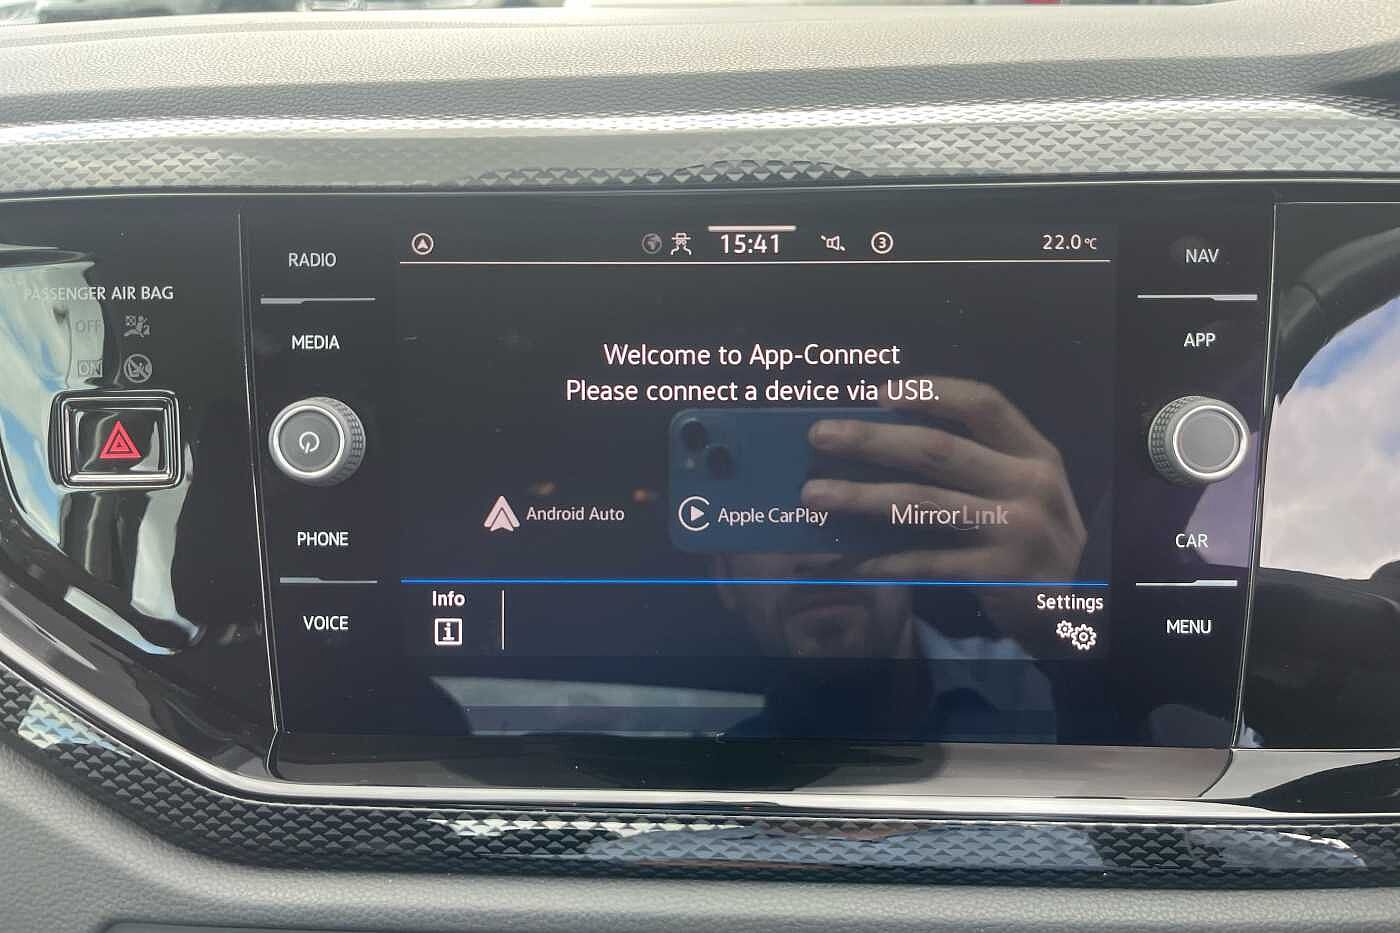 15:41
3
22.0°C
RADIO
NAV
PASSENGER AIR BAG
OFF
ON
MEDIA
APP
Welcome to App-Connect
Please connect a device via USB.
Android Auto
Apple CarPlay
MirrorLink
PHONE
CAR
Info
Settings
VOICE
MENU